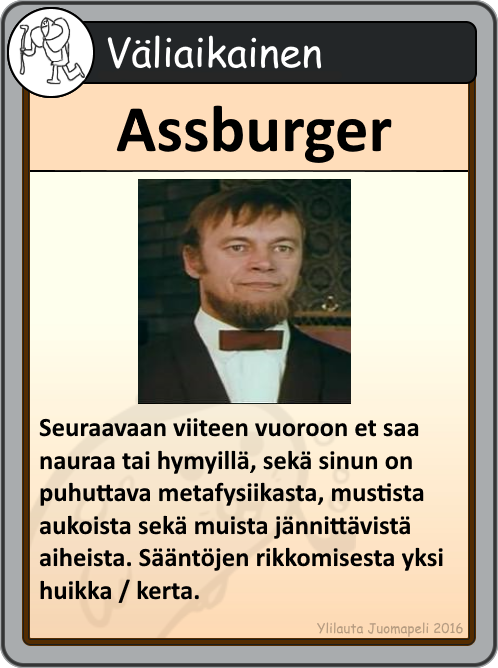 Väliaikainen
Assburger
Seuraavaan viiteen vuoroon et saa
nauraa tai hymyillä, sekä sinun on
puhuttava metafysiikasta, mustista
aukoista sekä muista jännittävistä
aiheista. Sääntöjen rikkomisesta yksi
huikka / kerta.
Ylilauta Juomapeli 2016